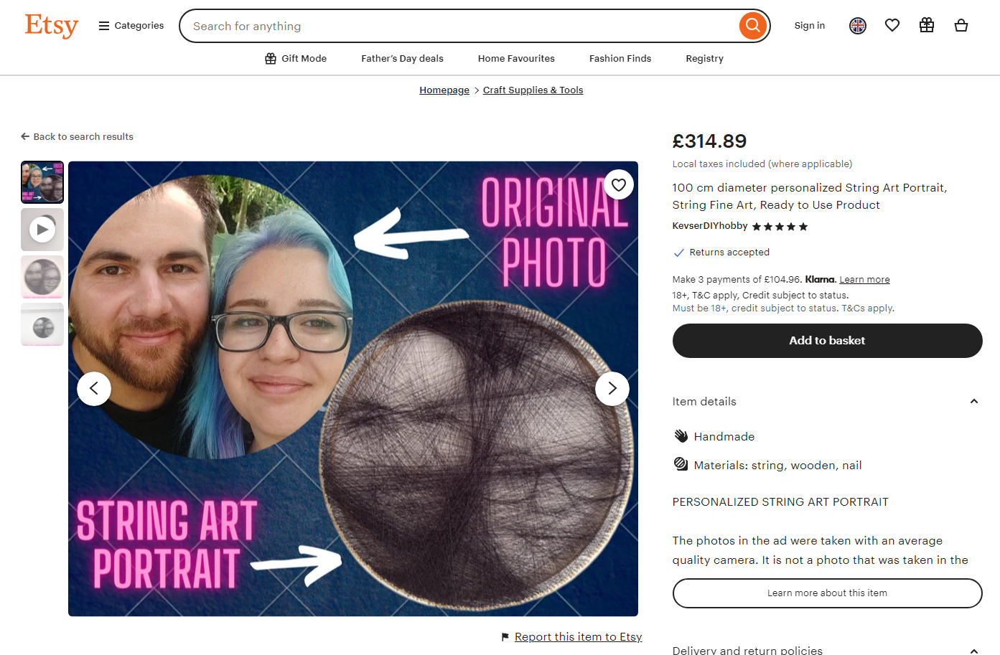 Etsy
Categories
Search for anything
Sign in
Gift Mode
Father's Day deals
Home Favourites
Fashion Finds
Registry
Homepage
Craft Supplies & Tools
Back to search results
ORIGINAL
PHOTO
STRING ART
PORTRAIT
Report this item to Etsy
£314.89
Local taxes included (where applicable)
100 cm diameter personalized String Art Portrait,
String Fine Art, Ready to Use Product
KevserDIYhobby
Returns accepted
Make 3 payments of £104.96. Klarna. Learn more
18+, T&C apply, Credit subject to status.
Must be 18+, credit subject to status. T&Cs apply.
Add to basket
Item details
Handmade
Materials: string, wooden, nail
PERSONALIZED STRING ART PORTRAIT
The photos in the ad were taken with an average
quality camera. It is not a photo that was taken in the
Learn more about this item
Delivery and return policies